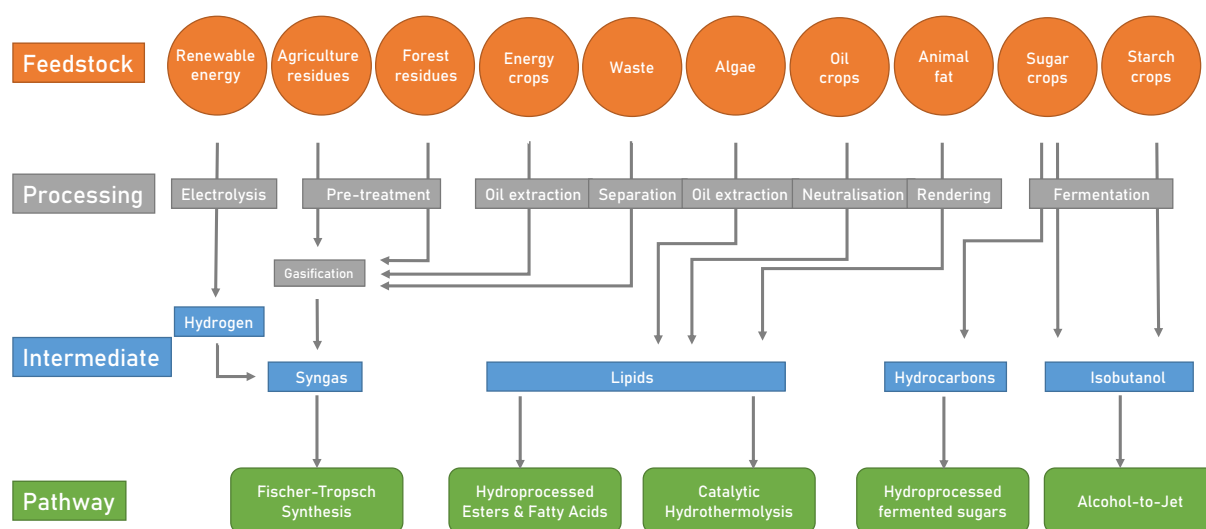 Feedstock
Renewable
energy
Agriculture
residues
Forest
residues
Energy
crops
Waste
Algae
Oil
crops
Animal
fat
Sugar
crops
Starch
crops
Processing
Electrolysis
Pre-treatment
Oil extraction
Separation
Oil extraction
Neutralisation
Rendering
Fermentation
Gasification
Hydrogen
Intermediate
Syngas
Lipids
Hydrocarbons
Isobutanol
Pathway
Fischer-Tropsch
Synthesis
Hydroprocessed
Esters & Fatty Acids
Catalytic
Hydrothermolysis
Hydroprocessed
fermented sugars
Alcohol-to-Jet